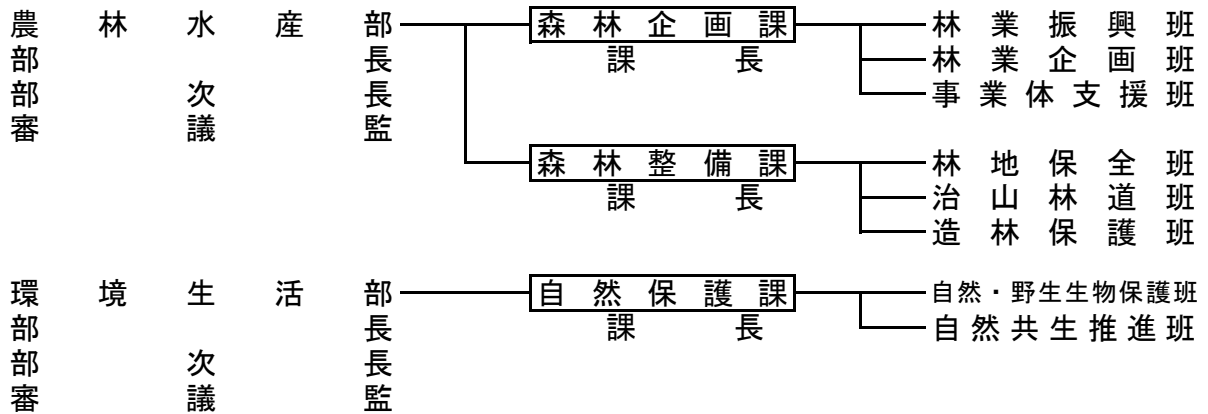 農林水産部 森林企画課 林業振興班
部長 課長 林業企画班
部次長 事業体支援班
審議監
森林整備課 林地保全班
課長 治山林道班
造林保護班
環境生活部 自然保護課 自然・野生生物保護班
部長 課長 自然共生推進班
部次長
審議監